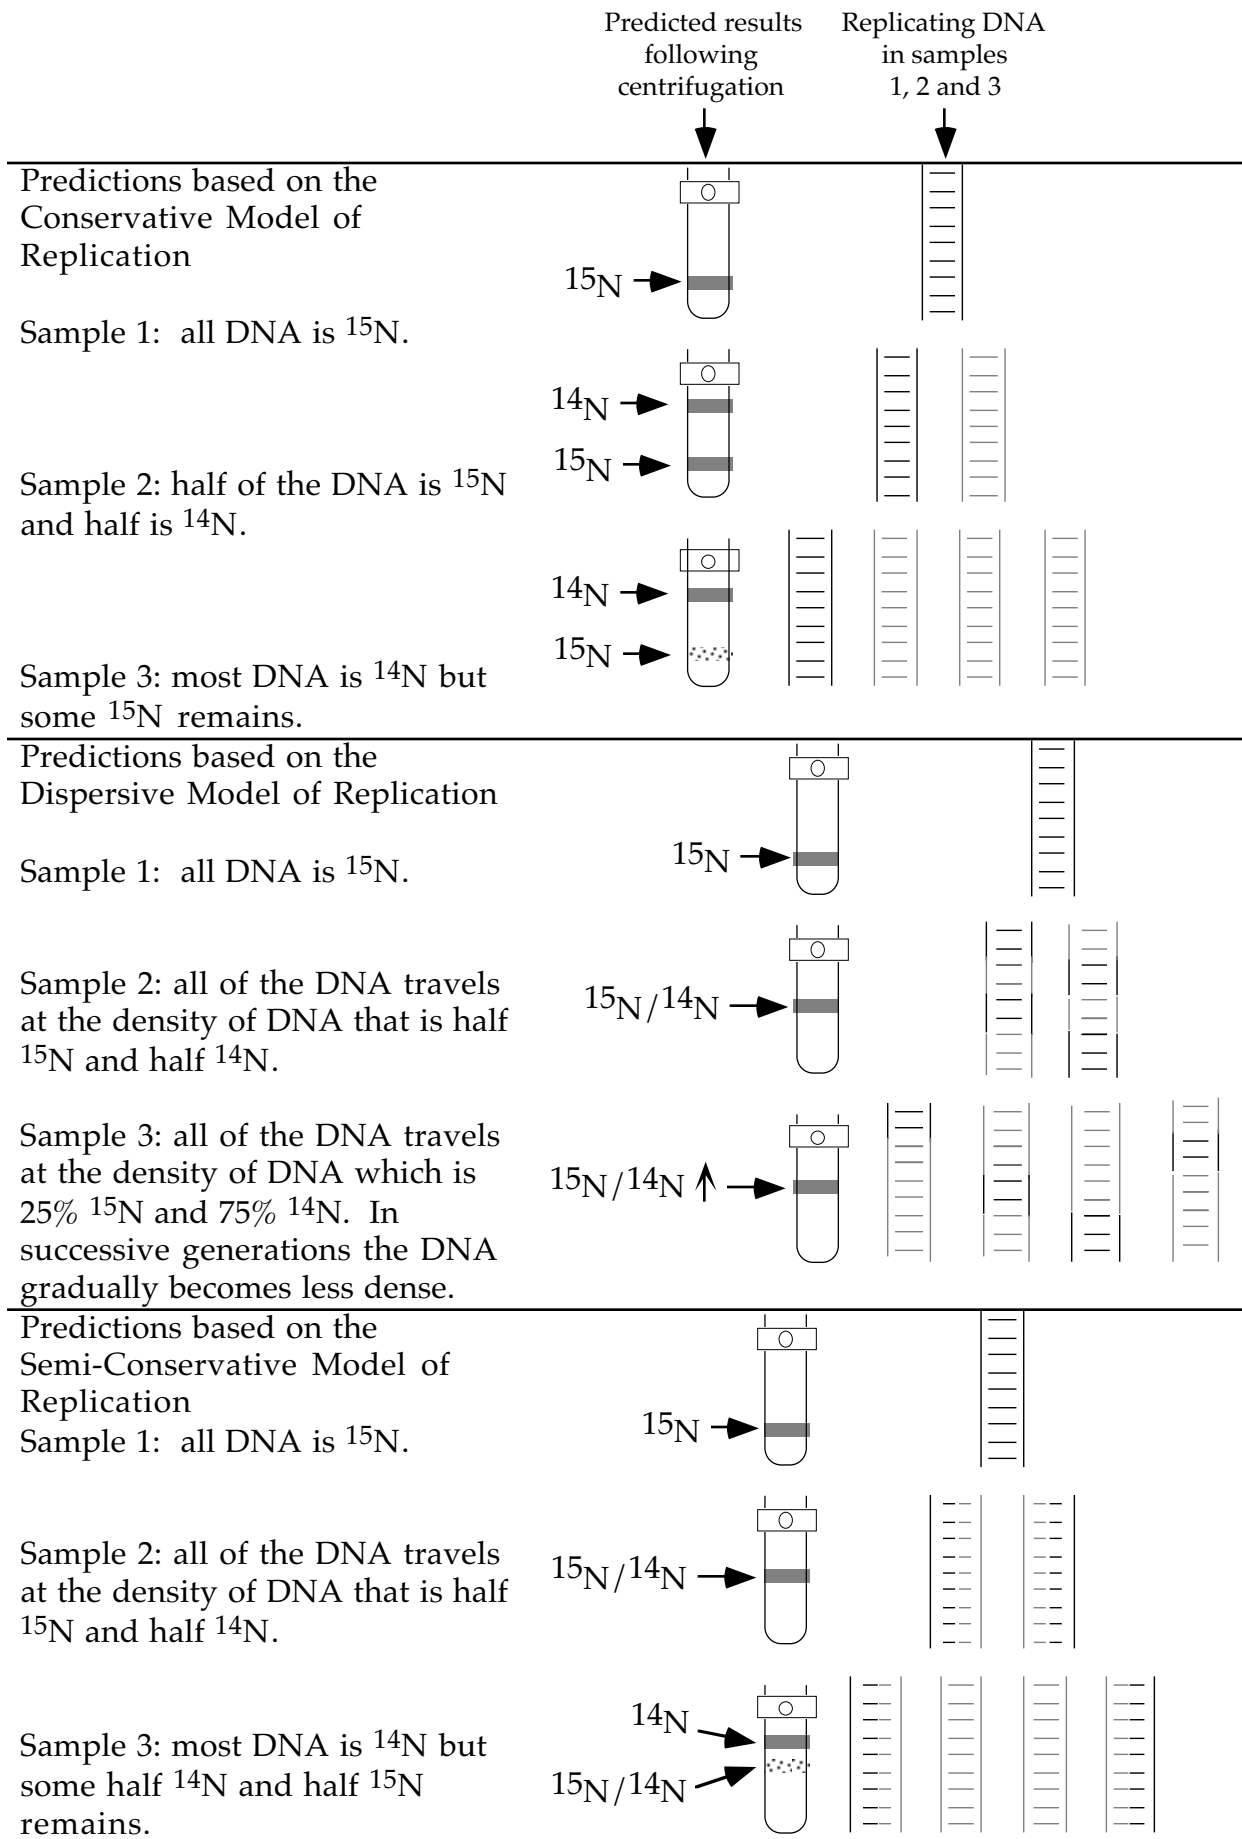 Predicted results
following
centrifugation
Replicating DNA
in samples
1, 2 and 3
Predictions based on the
Conservative Model of
Replication
15N
Sample 1: all DNA is 15N.
14N
15N
Sample 2: half of the DNA is 15N
and half is 14N.
14N
15N
Sample 3: most DNA is 14N but
some 15N remains.
Predictions based on the
Dispersive Model of Replication
15N
Sample 1: all DNA is 15N.
Sample 2: all of the DNA travels
at the density of DNA that is half
15N and half 14N.
15N/14N
Sample 3: all of the DNA travels
at the density of DNA which is
25% 15N and 75% 14N. In
successive generations the DNA
gradually becomes less dense.
15N/14N
Predictions based on the
Semi-Conservative Model of
Replication
Sample 1: all DNA is 15N.
15N
Sample 2: all of the DNA travels
at the density of DNA that is half
15N and half 14N.
15N/14N
14N
15N/14N
Sample 3: most DNA is 14N but
some half 14N and half 15N
remains.